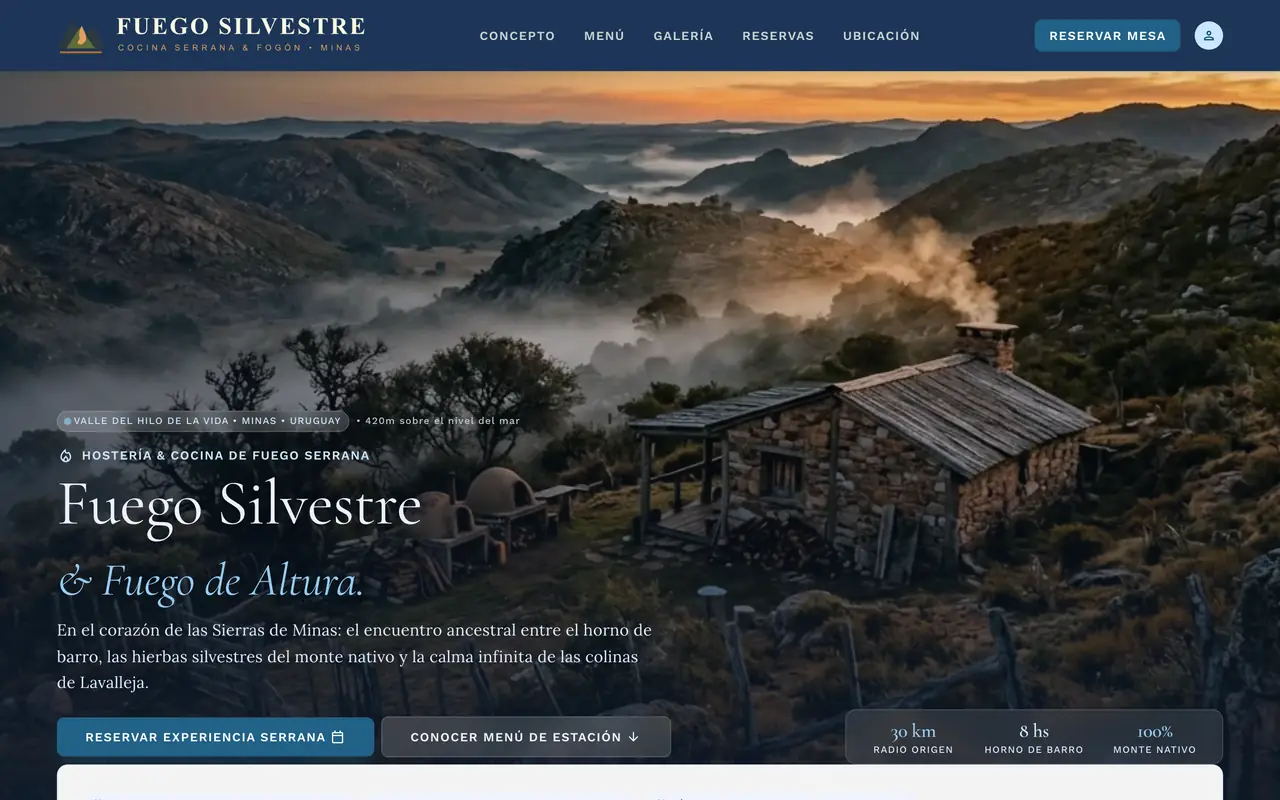 FUEGO SILVESTRE
COCINA SERRANA & FOGÓN • MINAS
CONCEPTO
MENÚ
GALERÍA
RESERVAS
UBICACIÓN
RESERVAR MESA
VALLE DEL HILO DE LA VIDA • MINAS • URUGUAY
• 420m sobre el nivel del mar
HOSTERÍA & COCINA DE FUEGO SERRANA
Fuego Silvestre
& Fuego de Altura.
En el corazón de las Sierras de Minas: el encuentro ancestral entre el horno de
barro, las hierbas silvestres del monte nativo y la calma infinita de las colinas
de Lavalleja.
RESERVAR EXPERIENCIA SERRANA
CONOCER MENÚ DE ESTACIÓN
30 km
RADIO ORIGEN
8 hs
HORNO DE BARRO
100%
MONTE NATIVO